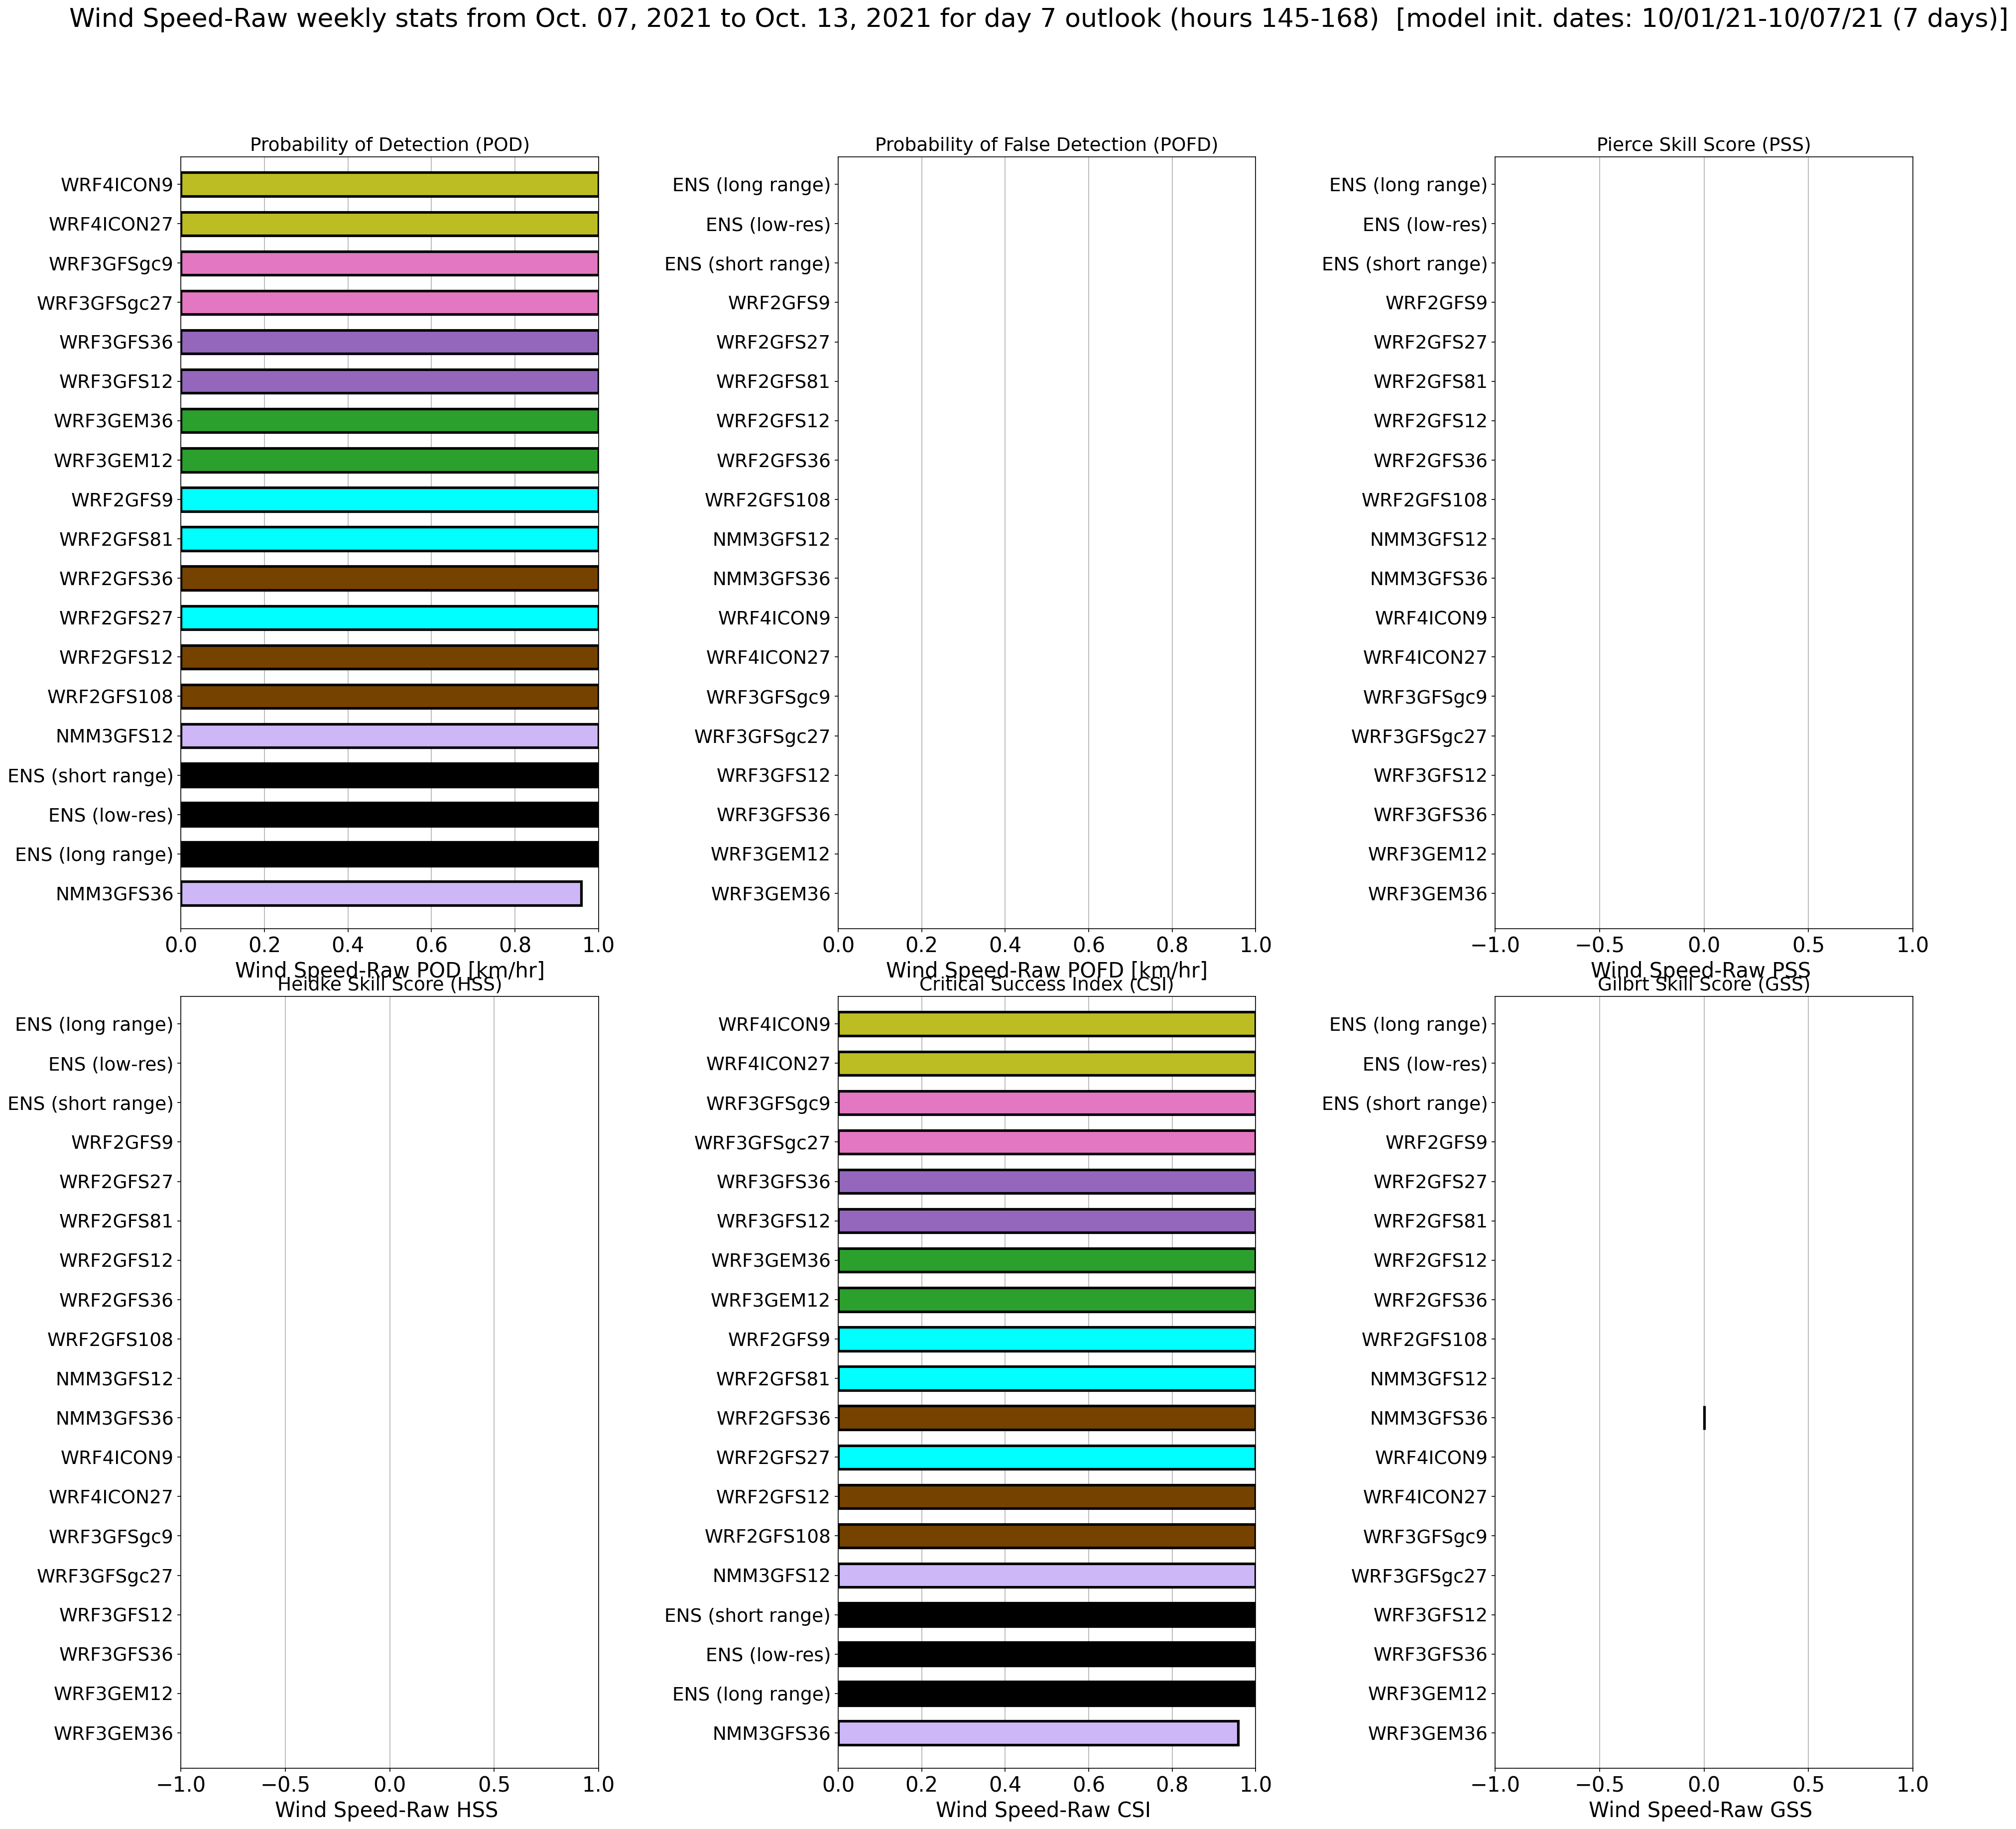 Wind Speed-Raw weekly stats from Oct. 07, 2021 to Oct. 13, 2021 for day 7 outlook (hours 145-168)  [model init. dates: 10/01/21-10/07/21 (7 days)]
Probability of Detection (POD)
WRF4ICON9
WRF4ICON27
WRF3GFSgc9
WRF3GFSgc27
WRF3GFS36
WRF3GFS12
WRF3GEM36
WRF3GEM12
WRF2GFS9
WRF2GFS81
WRF2GFS36
WRF2GFS27
WRF2GFS12
WRF2GFS108
NMM3GFS12
ENS (short range)
ENS (low-res)
ENS (long range)
NMM3GFS36
0.0 0.2 0.4 0.6 0.8 1.0
Wind Speed-Raw POD [km/hr]
Probability of False Detection (POFD)
ENS (long range)
ENS (low-res)
ENS (short range)
WRF2GFS9
WRF2GFS27
WRF2GFS81
WRF2GFS12
WRF2GFS36
WRF2GFS108
NMM3GFS12
NMM3GFS36
WRF4ICON9
WRF4ICON27
WRF3GFSgc9
WRF3GFSgc27
WRF3GFS12
WRF3GFS36
WRF3GEM12
WRF3GEM36
0.0 0.2 0.4 0.6 0.8 1.0
Wind Speed-Raw POFD [km/hr]
Pierce Skill Score (PSS)
ENS (long range)
ENS (low-res)
ENS (short range)
WRF2GFS9
WRF2GFS27
WRF2GFS81
WRF2GFS12
WRF2GFS36
WRF2GFS108
NMM3GFS12
NMM3GFS36
WRF4ICON9
WRF4ICON27
WRF3GFSgc9
WRF3GFSgc27
WRF3GFS12
WRF3GFS36
WRF3GEM12
WRF3GEM36
−1.0 −0.5 0.0 0.5 1.0
Wind Speed-Raw PSS
Heidke Skill Score (HSS)
ENS (long range)
ENS (low-res)
ENS (short range)
WRF2GFS9
WRF2GFS27
WRF2GFS81
WRF2GFS12
WRF2GFS36
WRF2GFS108
NMM3GFS12
NMM3GFS36
WRF4ICON9
WRF4ICON27
WRF3GFSgc9
WRF3GFSgc27
WRF3GFS12
WRF3GFS36
WRF3GEM12
WRF3GEM36
−1.0 −0.5 0.0 0.5 1.0
Wind Speed-Raw HSS
Critical Success Index (CSI)
WRF4ICON9
WRF4ICON27
WRF3GFSgc9
WRF3GFSgc27
WRF3GFS36
WRF3GFS12
WRF3GEM36
WRF3GEM12
WRF2GFS9
WRF2GFS81
WRF2GFS36
WRF2GFS27
WRF2GFS12
WRF2GFS108
NMM3GFS12
ENS (short range)
ENS (low-res)
ENS (long range)
NMM3GFS36
0.0 0.2 0.4 0.6 0.8 1.0
Wind Speed-Raw CSI
Gilbrt Skill Score (GSS)
ENS (long range)
ENS (low-res)
ENS (short range)
WRF2GFS9
WRF2GFS27
WRF2GFS81
WRF2GFS12
WRF2GFS36
WRF2GFS108
NMM3GFS12
NMM3GFS36
WRF4ICON9
WRF4ICON27
WRF3GFSgc9
WRF3GFSgc27
WRF3GFS12
WRF3GFS36
WRF3GEM12
WRF3GEM36
−1.0 −0.5 0.0 0.5 1.0
Wind Speed-Raw GSS